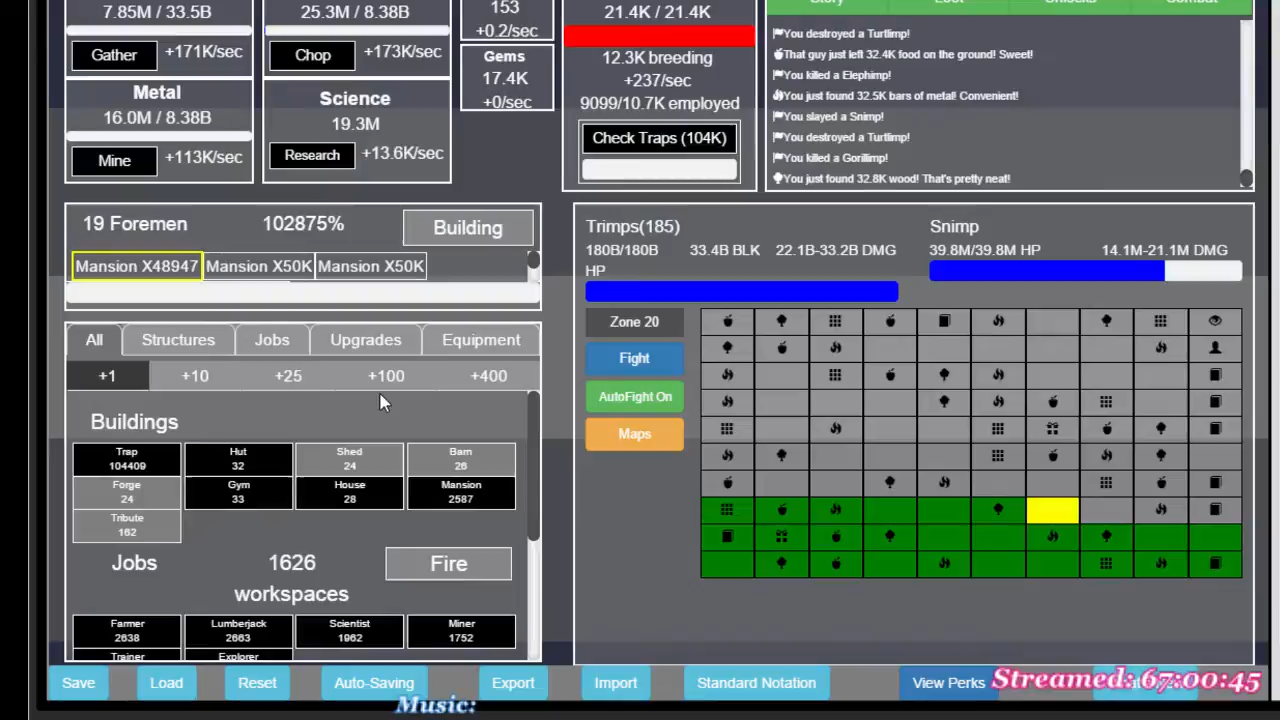 7.85M / 33.5B
Gather +171K/sec
25.3M / 8.38B
Chop +173K/sec
153
+0.2/sec
Gems
17.4K
+0/sec
21.4K / 21.4K
12.3K breeding
+237/sec
9099/10.7K employed
Check Traps (104K)
Metal
16.0M / 8.38B
Mine +113K/sec
Science
19.3M
Research +13.6K/sec
You destroyed a Turtlimp!
That guy just left 32.4K food on the ground! Sweet!
You killed a Elephimp!
You just found 32.5K bars of metal! Convenient!
You slayed a Snimp!
You destroyed a Turtlimp!
You killed a Gorillimp!
You just found 32.8K wood! That's pretty neat!
19 Foremen 102875% Building
Mansion X48947 Mansion X50K Mansion X50K
All Structures Jobs Upgrades Equipment
+1 +10 +25 +100 +400
Buildings
Trap
104409
Hut
32
Shed
24
Barn
26
Forge
24
Gym
33
House
28
Mansion
2587
Tribute
162
Jobs 1626 workspaces Fire
Farmer
2638
Lumberjack
2663
Scientist
1962
Miner
1752
Trainer Explorer
Trimps(185)
180B/180B HP 33.4B BLK 22.1B-33.2B DMG
Snimp
39.8M/39.8M HP 14.1M-21.1M DMG
Zone 20
Fight
AutoFight On
Maps
Save Load Reset Auto-Saving Export Import Standard Notation View Perks
Streamed: 67:00:45
Music: